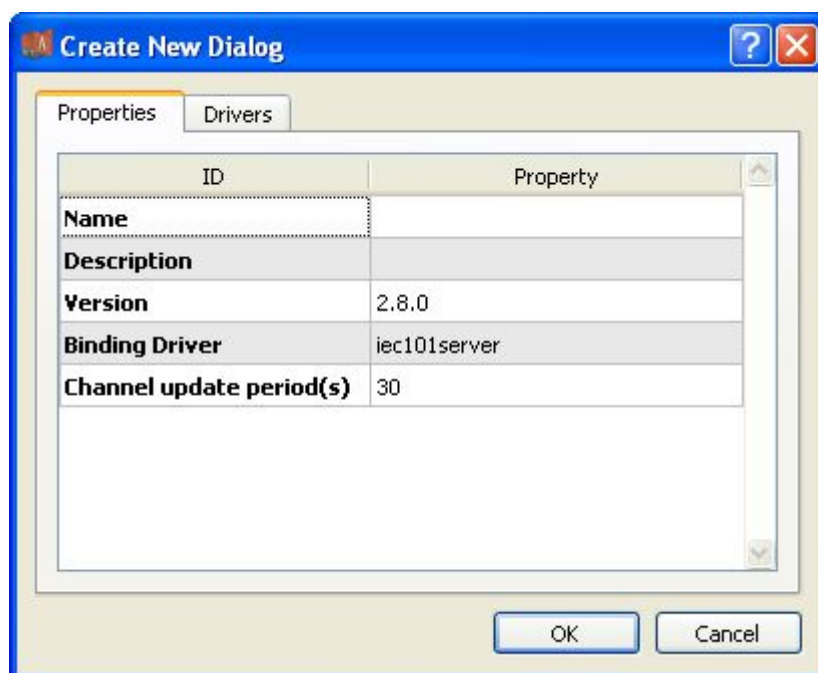 Create New Dialog
Properties Drivers
ID Property
Name
Description
Version 2.8.0
Binding Driver iec101server
Channel update period(s) 30
OK Cancel